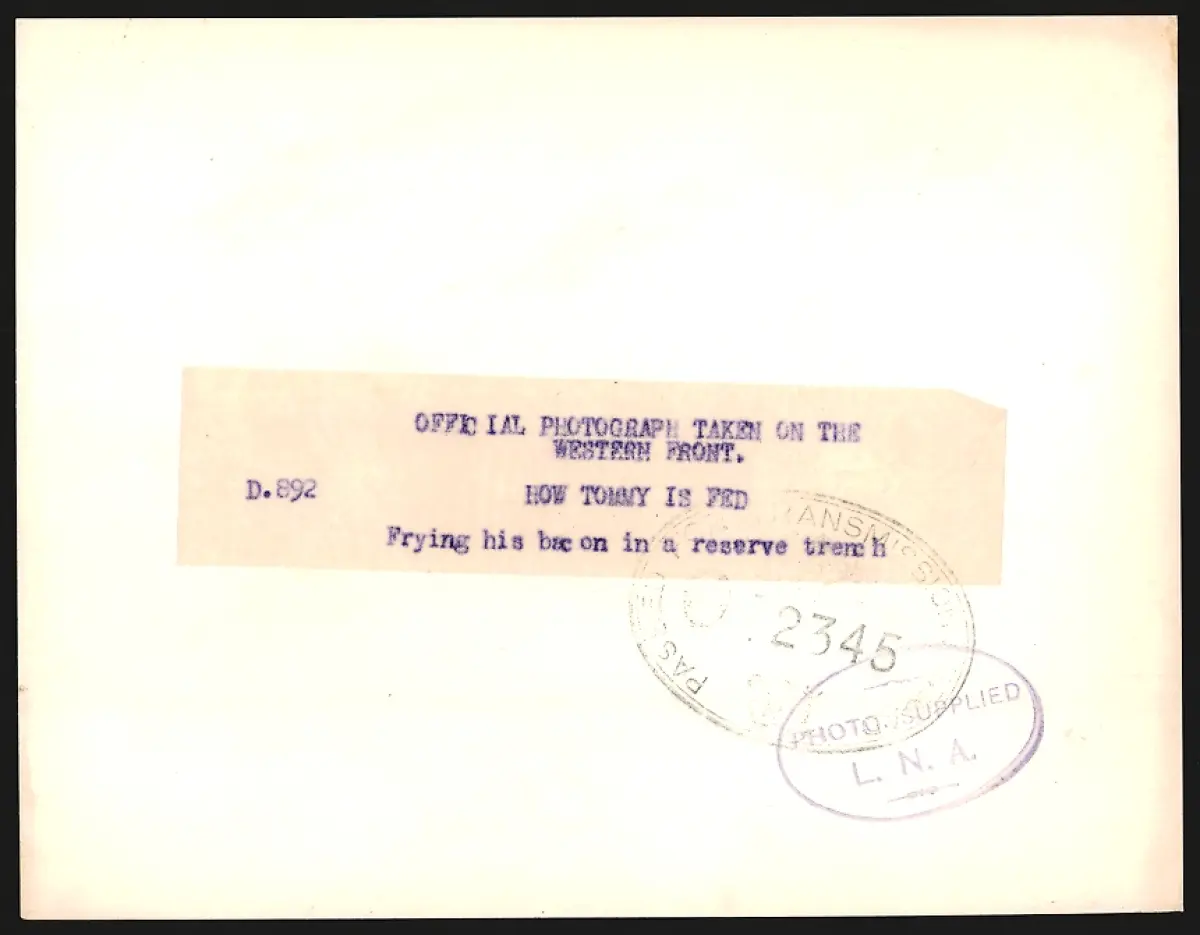 OFFICIAL PHOTOGRAPH TAKEN ON THE
WESTERN FRONT.
D.892 HOW TOMMY IS FED
Frying his bacon in a reserve trench
TRANSMISSION
2345
PHOTO. SUPPLIED
L. N. A.